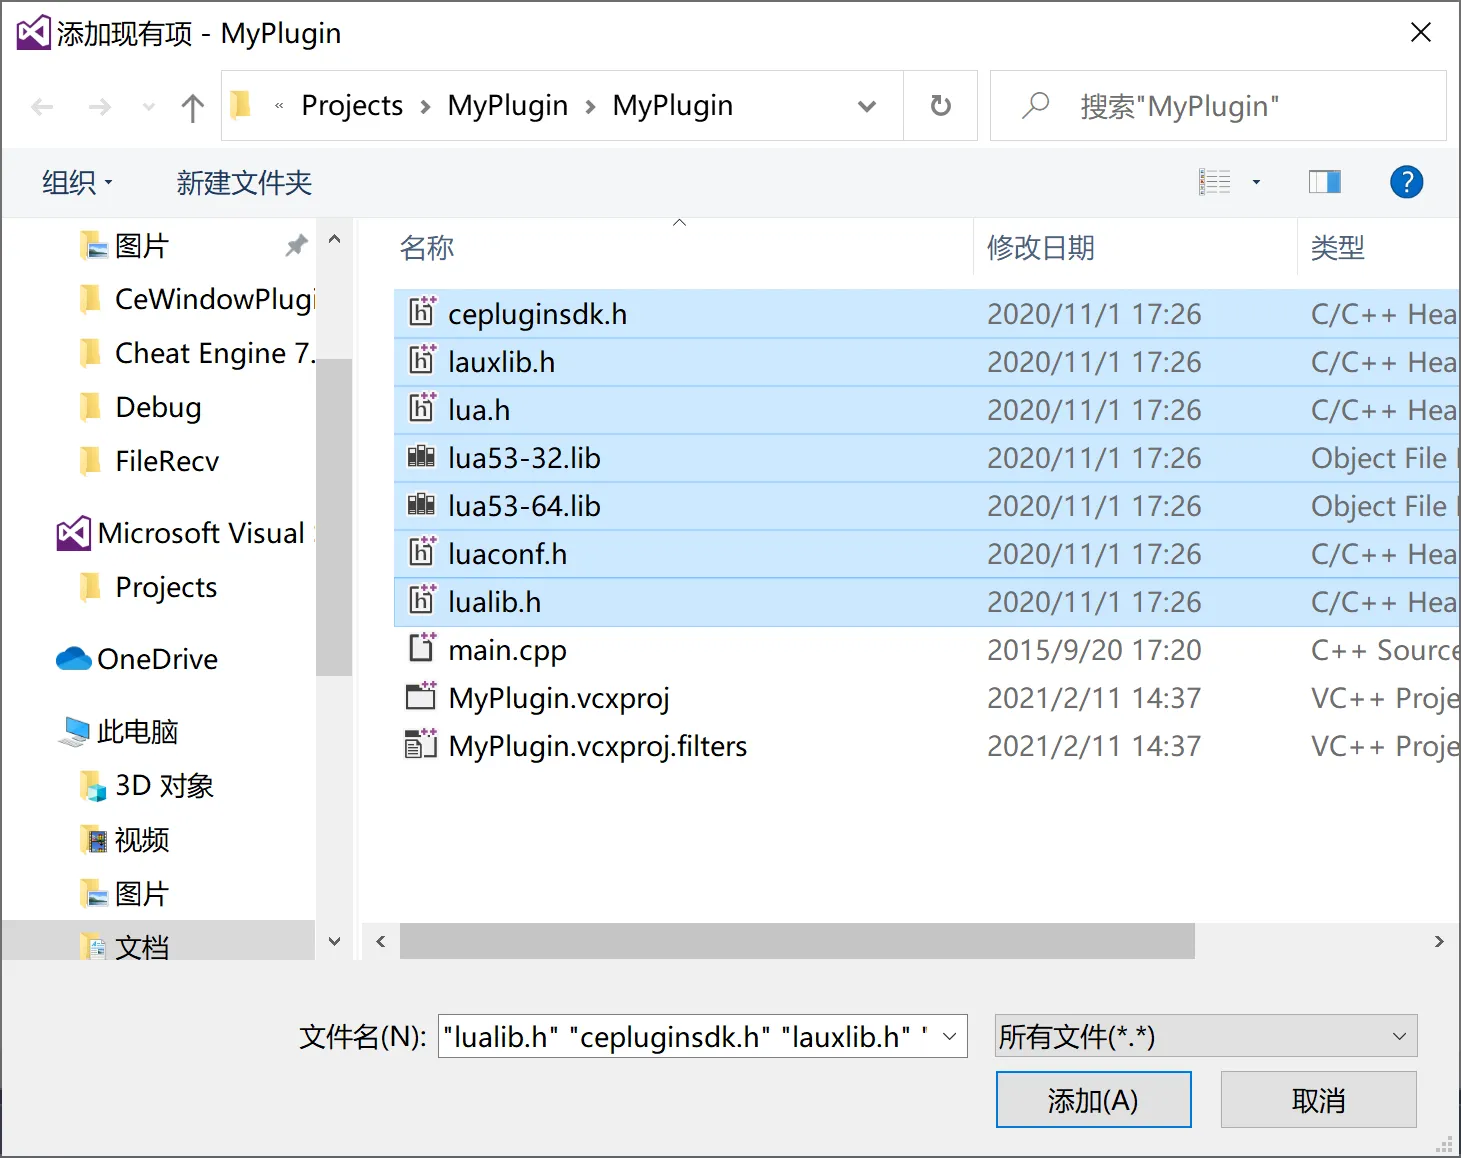 添加现有项 - MyPlugin
« Projects › MyPlugin › MyPlugin
搜索"MyPlugin"
组织
新建文件夹
?
图片
CeWindowPlugi
Cheat Engine 7.
Debug
FileRecv
Microsoft Visual
Projects
OneDrive
此电脑
3D 对象
视频
图片
文档
名称 修改日期 类型
cepluginsdk.h 2020/11/1 17:26 C/C++ Hea
lauxlib.h 2020/11/1 17:26 C/C++ Hea
lua.h 2020/11/1 17:26 C/C++ Hea
lua53-32.lib 2020/11/1 17:26 Object File
lua53-64.lib 2020/11/1 17:26 Object File
luaconf.h 2020/11/1 17:26 C/C++ Hea
lualib.h 2020/11/1 17:26 C/C++ Hea
main.cpp 2015/9/20 17:20 C++ Source
MyPlugin.vcxproj 2021/2/11 14:37 VC++ Proje
MyPlugin.vcxproj.filters 2021/2/11 14:37 VC++ Proje
文件名(N): "lualib.h" "cepluginsdk.h" "lauxlib.h" "
所有文件(*.*)
添加(A)
取消